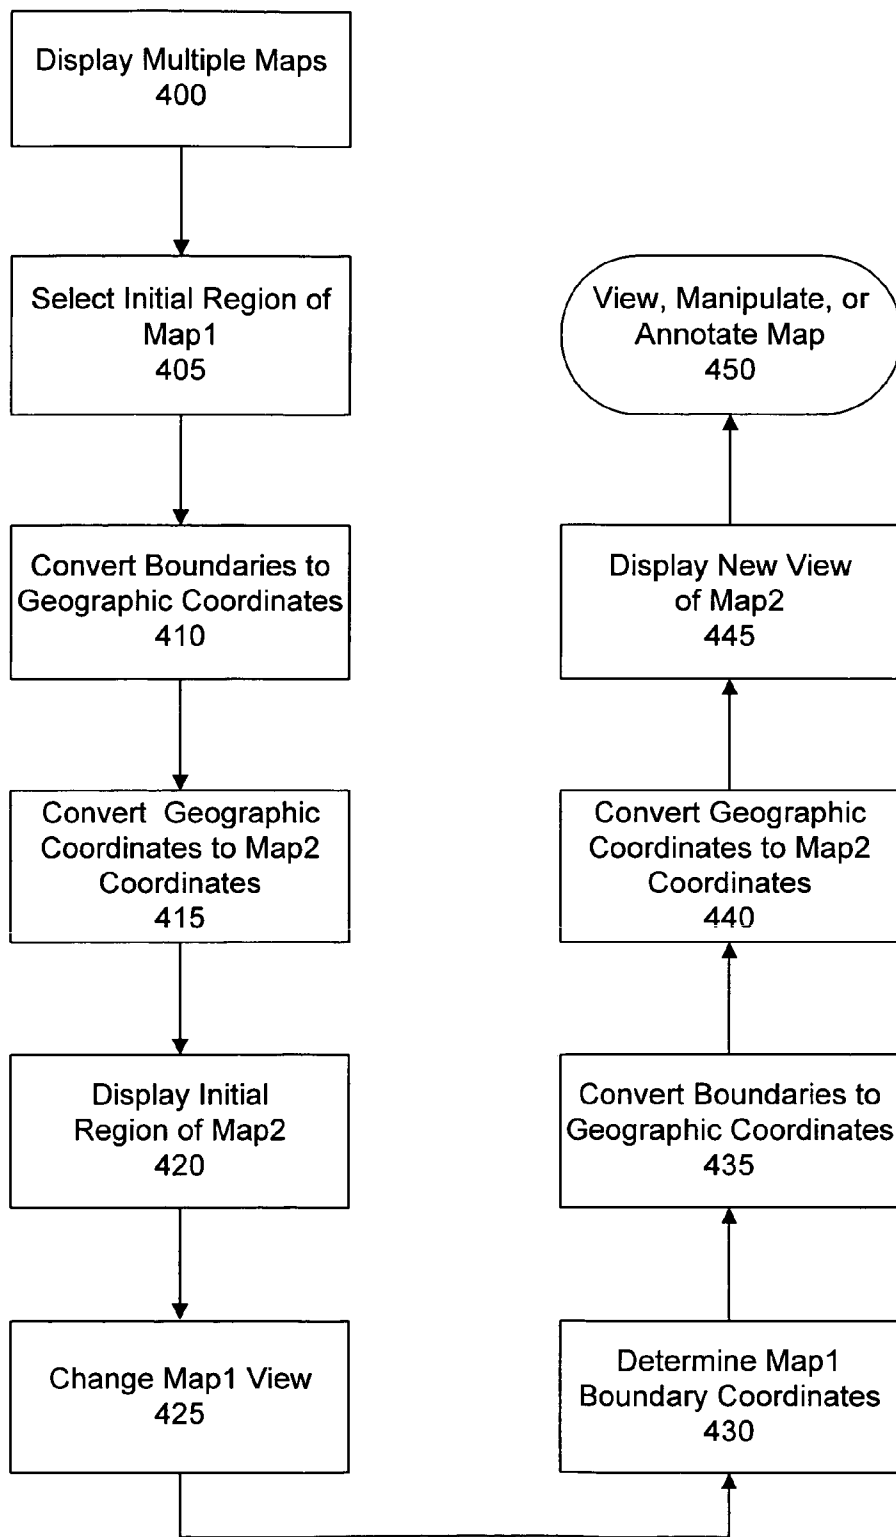 Display Multiple Maps
400
Select Initial Region of
Map1
405
Convert Boundaries to
Geographic Coordinates
410
Convert Geographic
Coordinates to Map2
Coordinates
415
Display Initial
Region of Map2
420
Change Map1 View
425
Determine Map1
Boundary Coordinates
430
Convert Boundaries to
Geographic Coordinates
435
Convert Geographic
Coordinates to Map2
Coordinates
440
Display New View
of Map2
445
View, Manipulate, or
Annotate Map
450